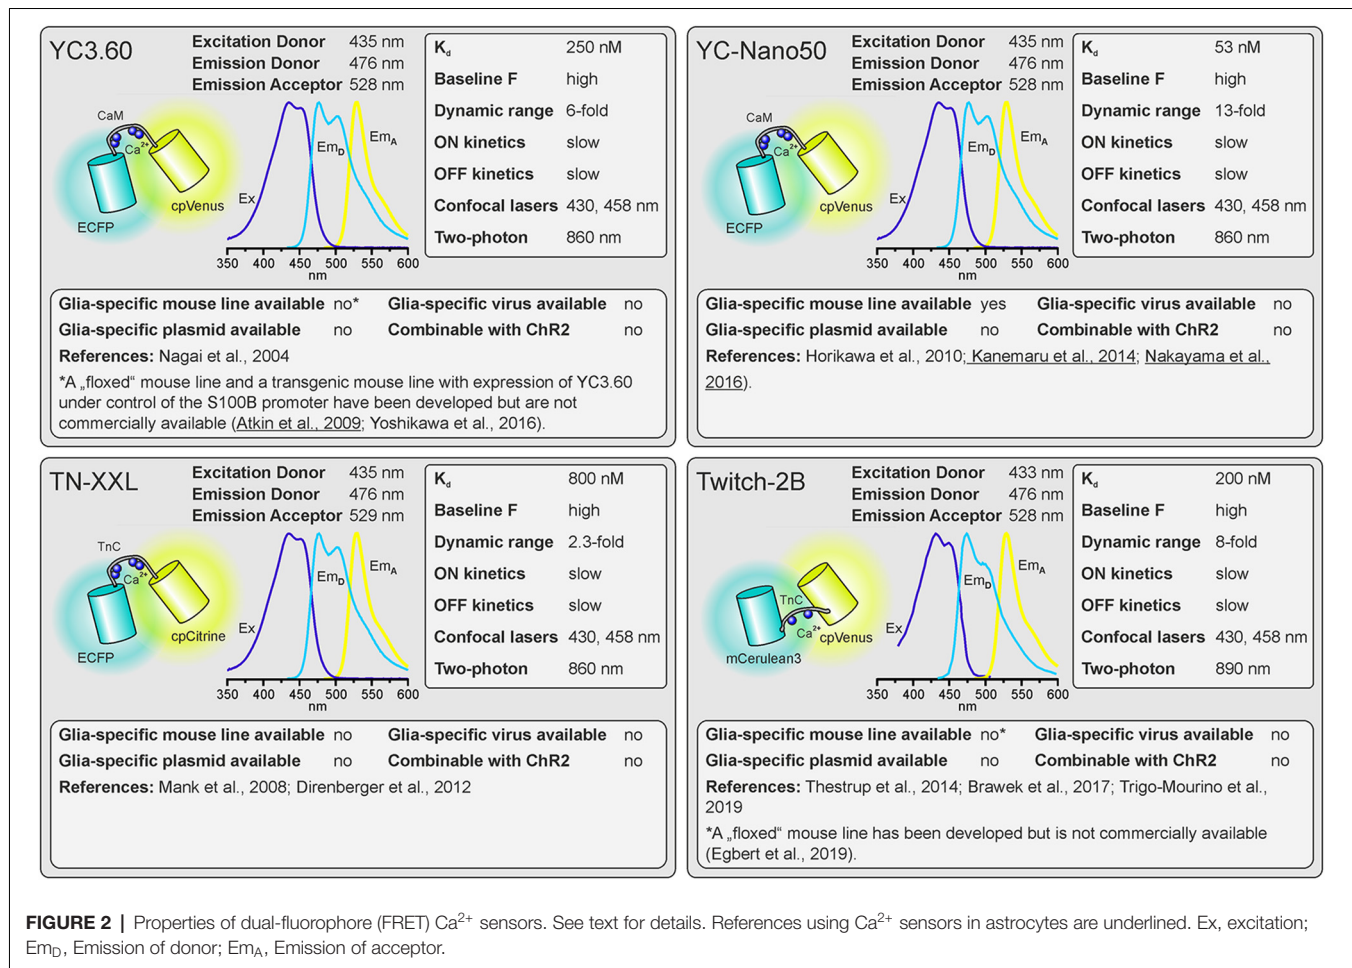 YC3.60
Excitation Donor 435 nm
Emission Donor 476 nm
Emission Acceptor 528 nm
CaM
Ca2+
ECFP
cpVenus
Ex
EmD
EmA
350 400 450 500 550 600
nm
Kd 250 nM
Baseline F high
Dynamic range 6-fold
ON kinetics slow
OFF kinetics slow
Confocal lasers 430, 458 nm
Two-photon 860 nm
Glia-specific mouse line available no* Glia-specific virus available no
Glia-specific plasmid available no Combinable with ChR2 no
References: Nagai et al., 2004
*A „floxed“ mouse line and a transgenic mouse line with expression of YC3.60
under control of the S100B promoter have been developed but are not
commercially available (Atkin et al., 2009; Yoshikawa et al., 2016).
YC-Nano50
Excitation Donor 435 nm
Emission Donor 476 nm
Emission Acceptor 528 nm
CaM
Ca2+
ECFP
cpVenus
Ex
EmD
EmA
350 400 450 500 550 600
nm
Kd 53 nM
Baseline F high
Dynamic range 13-fold
ON kinetics slow
OFF kinetics slow
Confocal lasers 430, 458 nm
Two-photon 860 nm
Glia-specific mouse line available yes Glia-specific virus available no
Glia-specific plasmid available no Combinable with ChR2 no
References: Horikawa et al., 2010; Kanemaru et al., 2014; Nakayama et al.,
2016).
TN-XXL
Excitation Donor 435 nm
Emission Donor 476 nm
Emission Acceptor 529 nm
TnC
Ca2+
ECFP
cpCitrine
Ex
EmD
EmA
350 400 450 500 550 600
nm
Kd 800 nM
Baseline F high
Dynamic range 2.3-fold
ON kinetics slow
OFF kinetics slow
Confocal lasers 430, 458 nm
Two-photon 860 nm
Glia-specific mouse line available no Glia-specific virus available no
Glia-specific plasmid available no Combinable with ChR2 no
References: Mank et al., 2008; Direnberger et al., 2012
Twitch-2B
Excitation Donor 433 nm
Emission Donor 476 nm
Emission Acceptor 528 nm
TnC
Ca2+
mCerulean3
cpVenus
Ex
EmD
EmA
350 400 450 500 550 600
nm
Kd 200 nM
Baseline F high
Dynamic range 8-fold
ON kinetics slow
OFF kinetics slow
Confocal lasers 430, 458 nm
Two-photon 890 nm
Glia-specific mouse line available no* Glia-specific virus available no
Glia-specific plasmid available no Combinable with ChR2 no
References: Thestrup et al., 2014; Brawek et al., 2017; Trigo-Mourino et al.,
2019
*A „floxed“ mouse line has been developed but is not commercially available
(Egbert et al., 2019).
FIGURE 2 | Properties of dual-fluorophore (FRET) Ca2+ sensors. See text for details. References using Ca2+ sensors in astrocytes are underlined. Ex, excitation;
EmD, Emission of donor; EmA, Emission of acceptor.